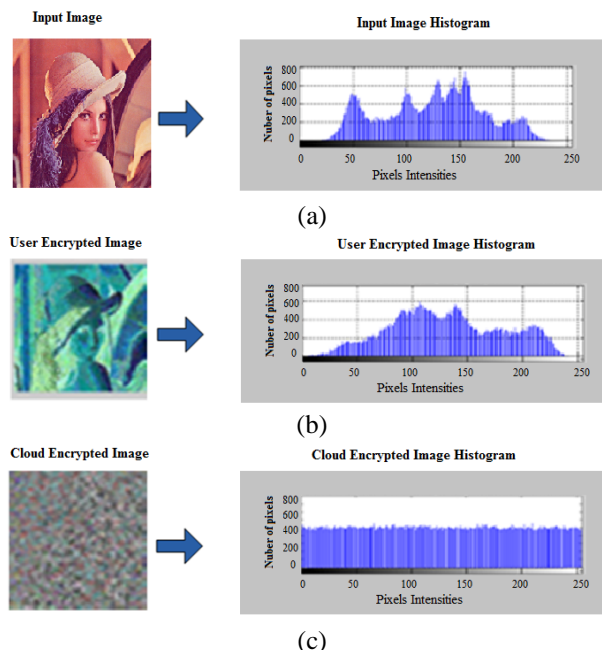 Input Image
Input Image Histogram
Nuber of pixels
800
600
400
200
0
50 100 150 200 250
Pixels Intensities
(a)
User Encrypted Image
User Encrypted Image Histogram
Nuber of pixels
800
600
400
200
0
0 50 100 150 200 250
Pixels Intensities
(b)
Cloud Encrypted Image
Cloud Encrypted Image Histogram
Nuber of pixels
800
600
400
200
0
0 50 100 150 200 250
Pixels Intensities
(c)